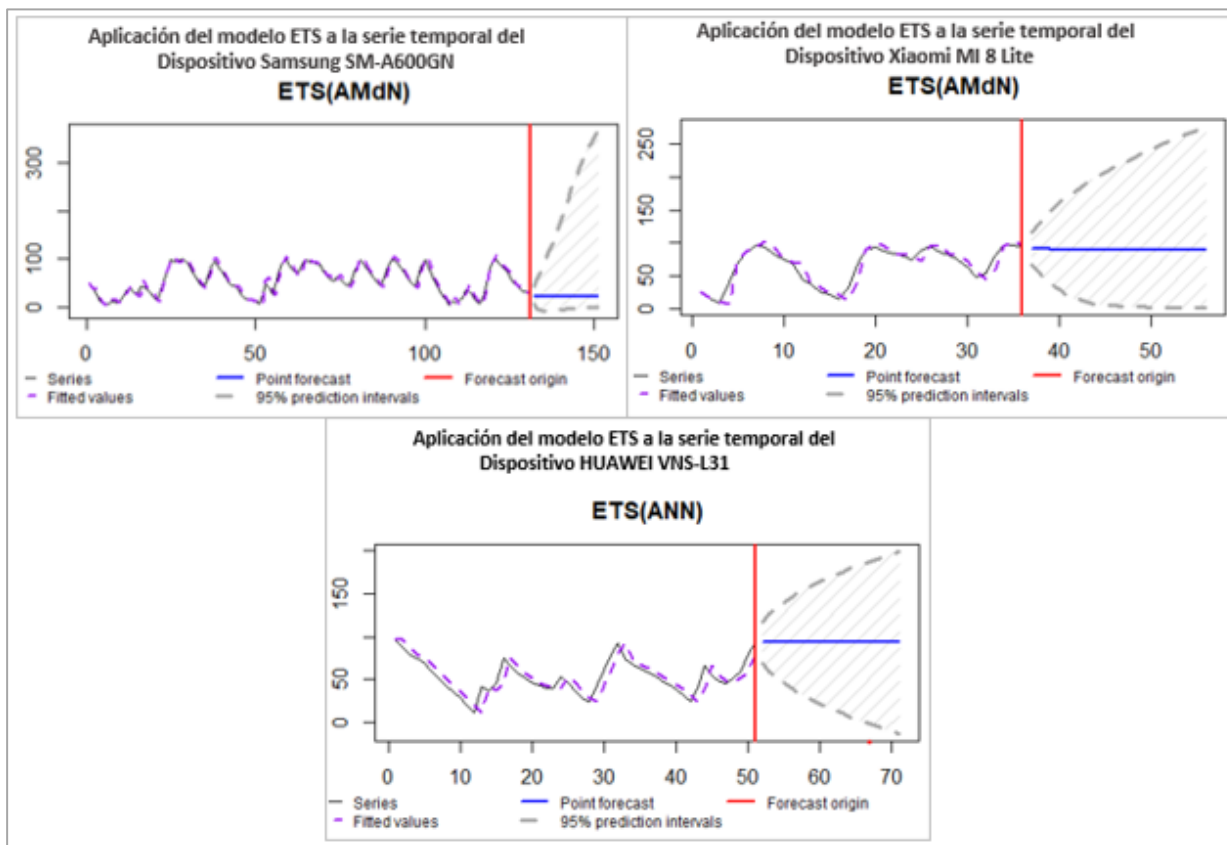 Aplicación del modelo ETS a la serie temporal del
Dispositivo Samsung SM-A600GN
ETS(AMdN)
300
100
0
0
50
100
150
Series
Point forecast
Forecast origin
Fitted values
95% prediction intervals
Aplicación del modelo ETS a la serie temporal del
Dispositivo Xiaomi MI 8 Lite
ETS(AMdN)
250
150
50
0
0
10
20
30
40
50
Series
Point forecast
Forecast origin
Fitted values
95% prediction intervals
Aplicación del modelo ETS a la serie temporal del
Dispositivo HUAWEI VNS-L31
ETS(ANN)
150
50
0
0
10
20
30
40
50
60
70
Series
Point forecast
Forecast origin
Fitted values
95% prediction intervals